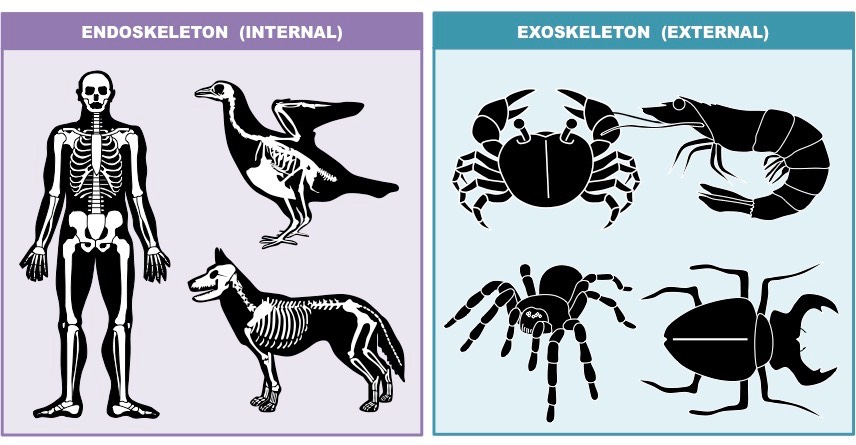 ENDOSKELETON (INTERNAL)
EXOSKELETON (EXTERNAL)